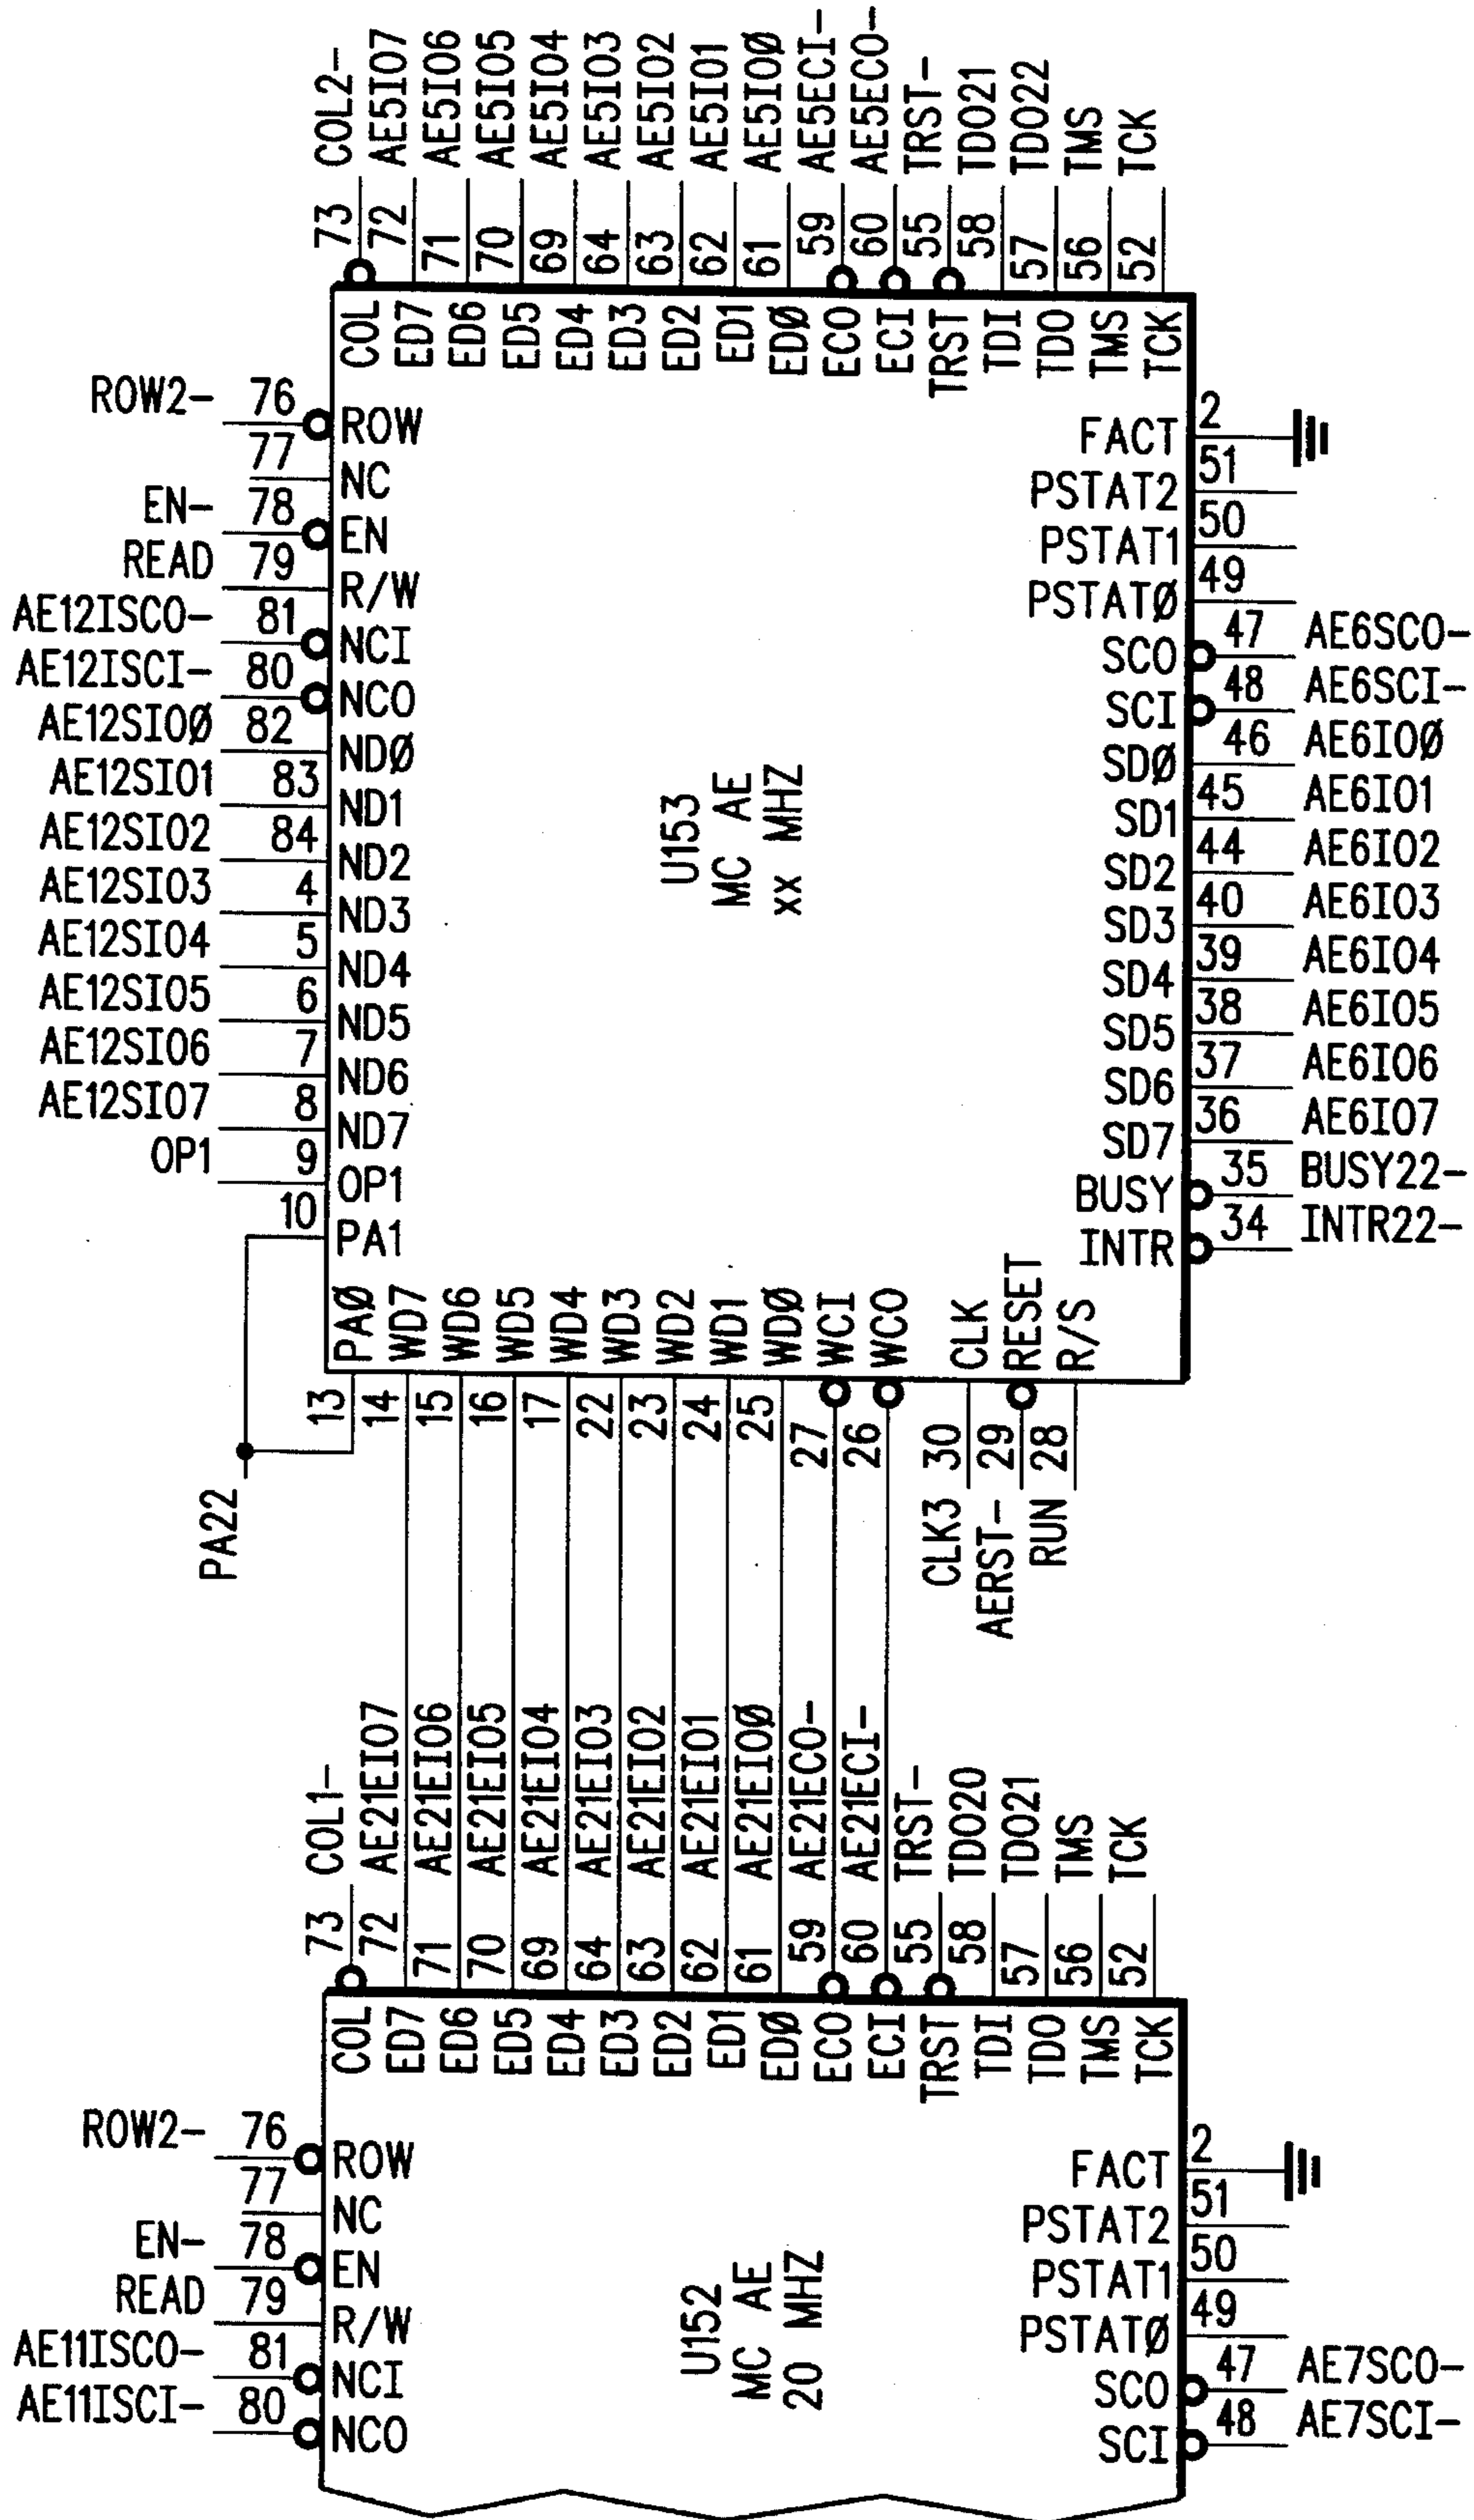 COL2-
AE5IO7
AE5IO6
AE5IO5
AE5IO4
AE5IO3
AE5IO2
AE5IO1
AE5IOØ
AE5ECI-
AE5ECO-
TRST-
TDO21
TDO22
TMS
TCK
73
72
71
70
69
64
63
62
61
59
60
55
58
57
56
52
COL
ED7
ED6
ED5
ED4
ED3
ED2
ED1
EDØ
ECO
ECI
TRST
TDI
TDO
TMS
TCK
ROW2- 76 ROW
77 NC
EN- 78 EN
READ 79 R/W
AE12ISCO- 81 NCI
AE12ISCI- 80 NCO
AE12SIOØ 82 NDØ
AE12SIO1 83 ND1
AE12SIO2 84 ND2
AE12SIO3 4 ND3
AE12SIO4 5 ND4
AE12SIO5 6 ND5
AE12SIO6 7 ND6
AE12SIO7 8 ND7
OP1 9 OP1
10 PA1
U153
MC AE
xx MHZ
FACT 2
PSTAT2 51
PSTAT1 50
PSTATØ 49
SCO 47 AE6SCO-
SCI 48 AE6SCI-
SDØ 46 AE6IOØ
SD1 45 AE6IO1
SD2 44 AE6IO2
SD3 40 AE6IO3
SD4 39 AE6IO4
SD5 38 AE6IO5
SD6 37 AE6IO6
SD7 36 AE6IO7
BUSY 35 BUSY22-
INTR 34 INTR22-
PAØ
WD7
WD6
WD5
WD4
WD3
WD2
WD1
WDØ
WCI
WCO
CLK
RESET
R/S
13
14
15
16
17
22
23
24
25
27
26
30
29
28
PA22
CLK3
AERST-
RUN
COL1-
AE21EIO7
AE21EIO6
AE21EIO5
AE21EIO4
AE21EIO3
AE21EIO2
AE21EIO1
AE21EIOØ
AE21ECO-
AE21ECI-
TRST-
TDO20
TDO21
TMS
TCK
73
72
71
70
69
64
63
62
61
59
60
55
58
57
56
52
COL
ED7
ED6
ED5
ED4
ED3
ED2
ED1
EDØ
ECO
ECI
TRST
TDI
TDO
TMS
TCK
ROW2- 76 ROW
77 NC
EN- 78 EN
READ 79 R/W
AE11ISCO- 81 NCI
AE11ISCI- 80 NCO
U152
MC AE
20 MHZ
FACT 2
PSTAT2 51
PSTAT1 50
PSTATØ 49
SCO 47 AE7SCO-
SCI 48 AE7SCI-